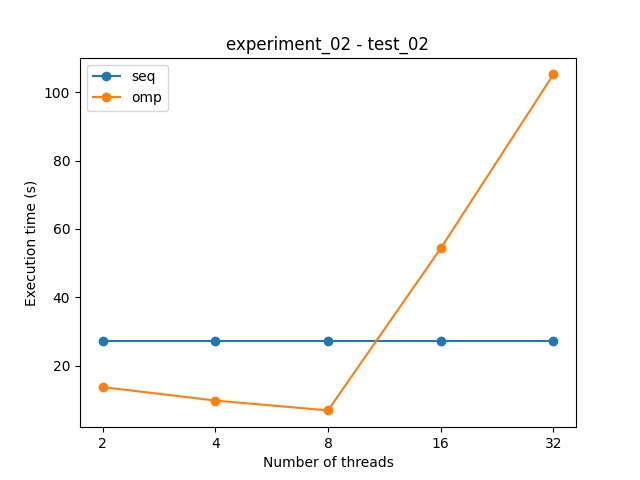 experiment_02 - test_02
seq
omp
Execution time (s)
100
80
60
40
20
2 4 8 16 32
Number of threads